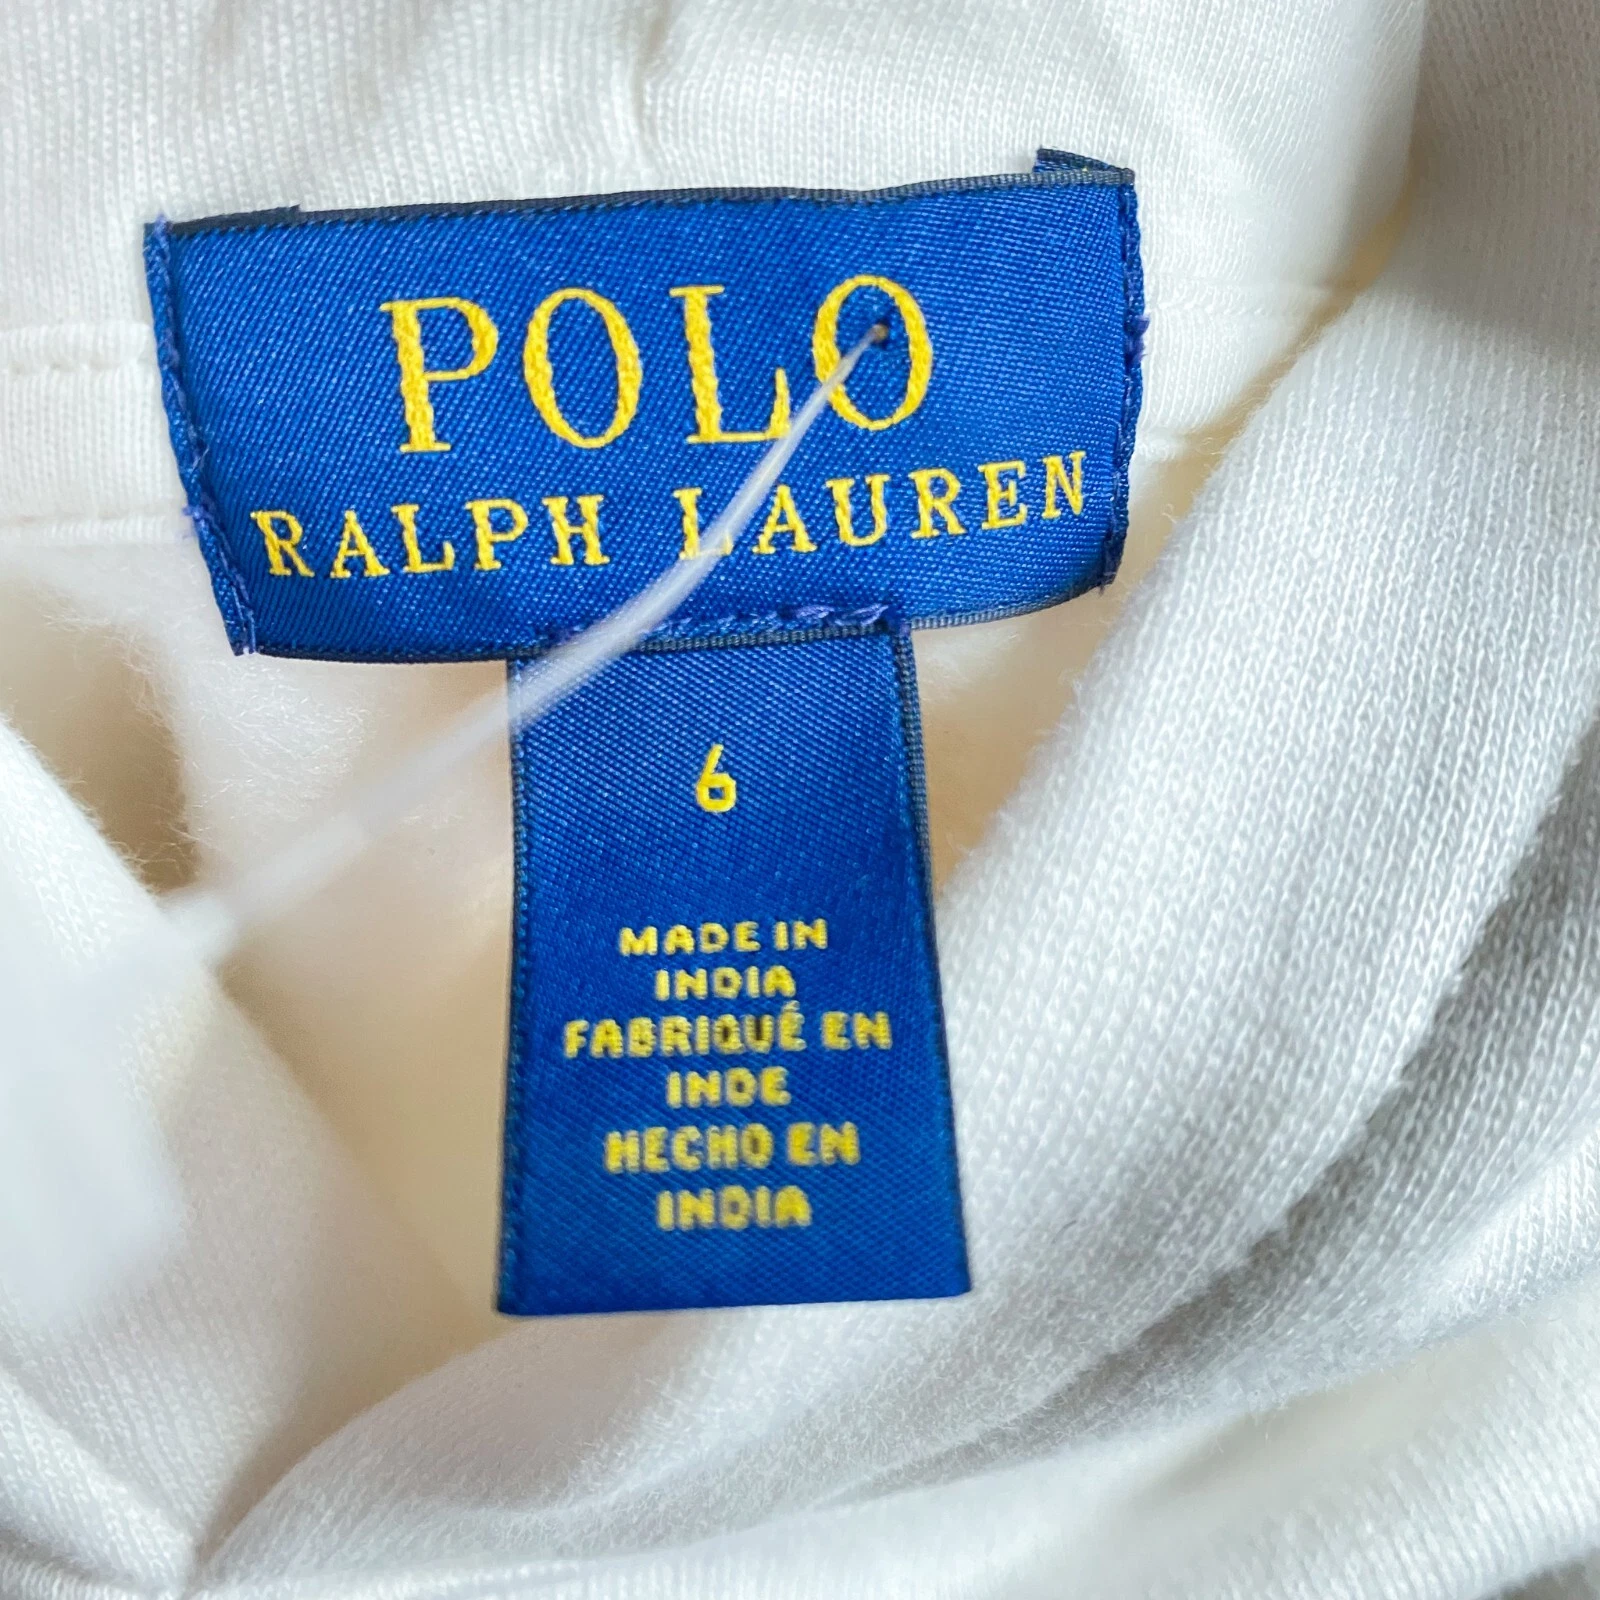 POLO
RALPH LAUREN
6
MADE IN
INDIA
FABRIQUÉ EN
INDE
HECHO EN
INDIA